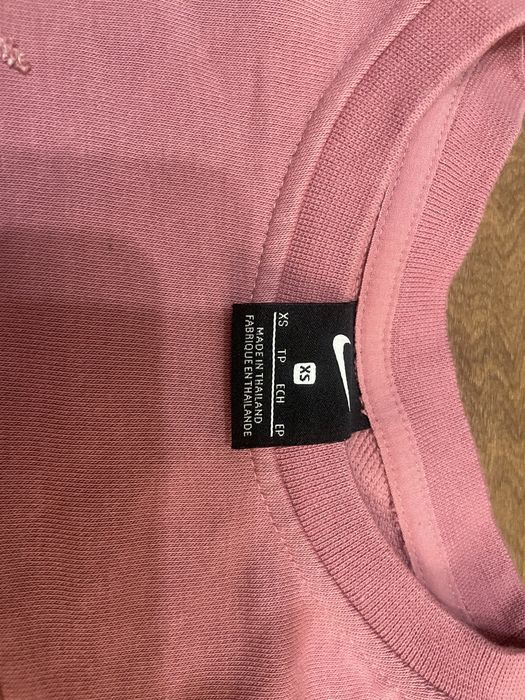 XS
XS TP ECH EP
MADE IN THAILAND
FABRIQUE EN THAILANDE